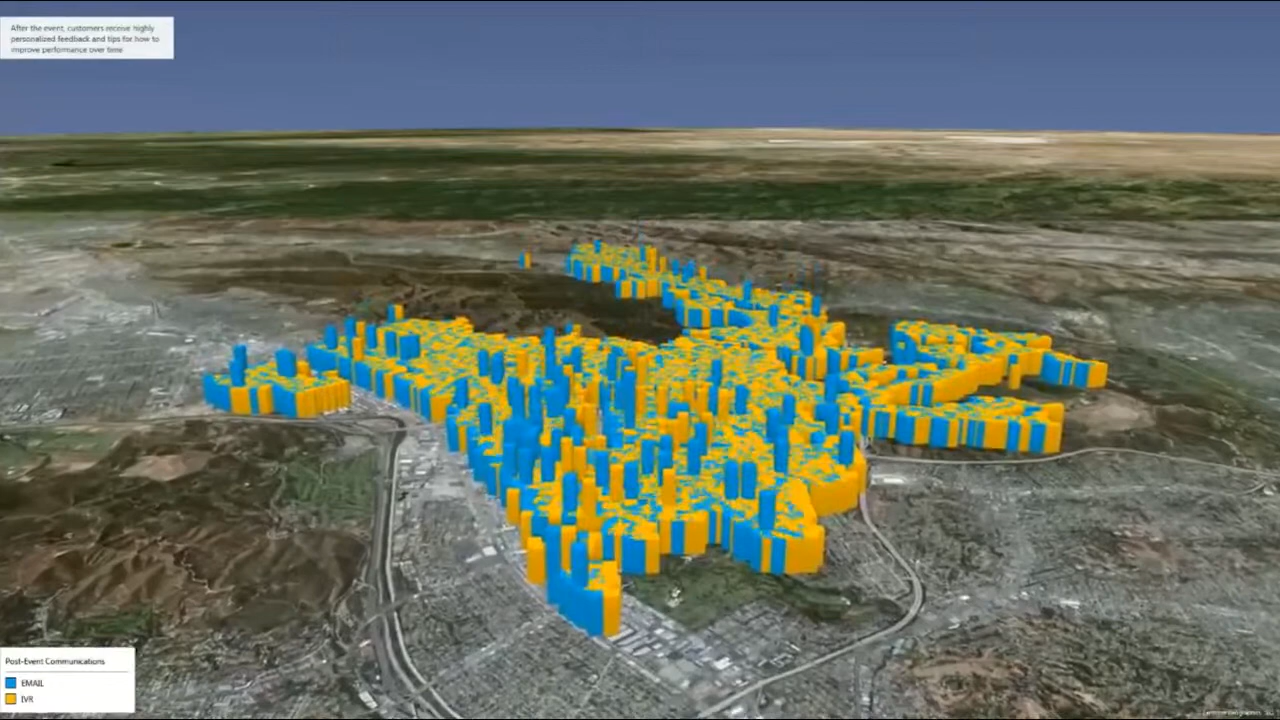 After the event, customers receive highly
personalized feedback and tips for how to
improve performance over time
Post-Event Communications
EMAIL
IVR